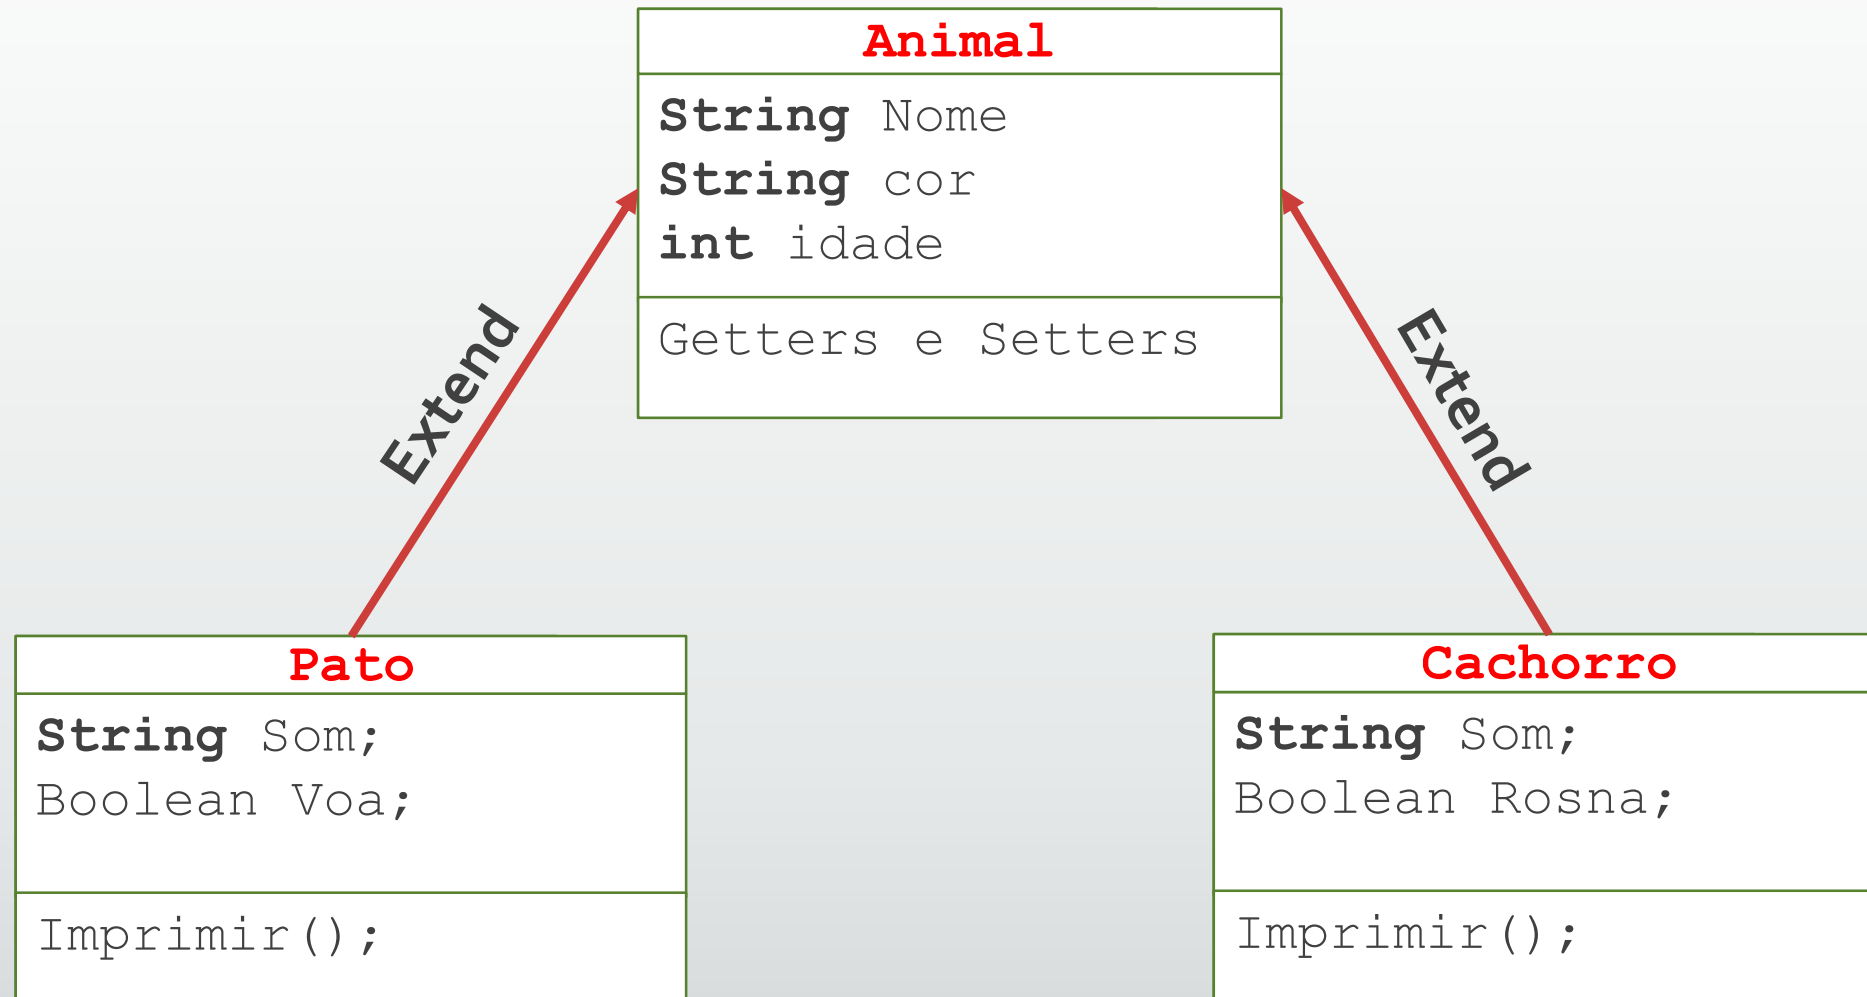 Animal
String Nome
String cor
int idade
Getters e Setters
Extend
Extend
Pato
String Som;
Boolean Voa;
Imprimir();
Cachorro
String Som;
Boolean Rosna;
Imprimir();